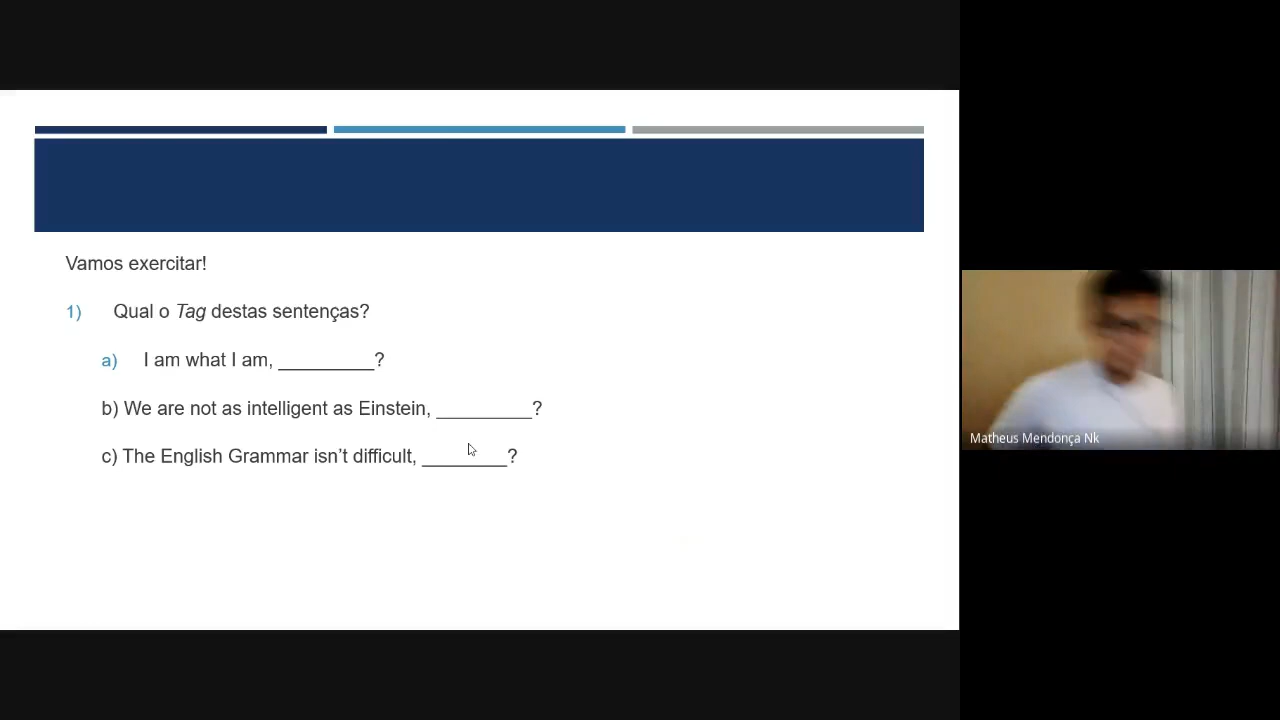 Vamos exercitar!
1) Qual o Tag destas sentenças?
a) I am what I am, _________?
b) We are not as intelligent as Einstein, _________?
c) The English Grammar isn’t difficult, ________?
Matheus Mendonça Nk